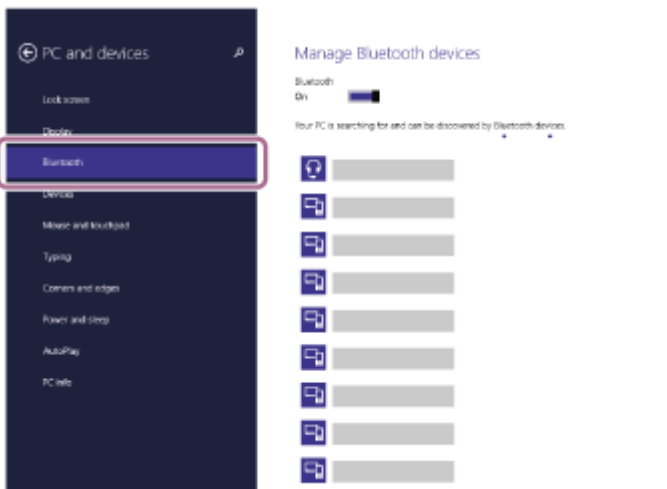 PC and devices
Lock screen
Display
Bluetooth
Devices
Mouse and touchpad
Typing
Corners and edges
Power and sleep
AutoPlay
PC info
Manage Bluetooth devices
Bluetooth
On
Your PC is searching for and can be discovered by Bluetooth devices.